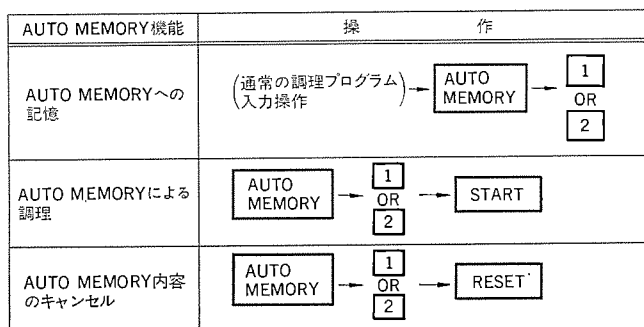 AUTO MEMORY機能
操作
AUTO MEMORYへの
記憶
(通常の調理プログラム
入力操作)
AUTO
MEMORY
1
OR
2
AUTO MEMORYによる
調理
AUTO
MEMORY
1
OR
2
START
AUTO MEMORY内容
のキャンセル
AUTO
MEMORY
1
OR
2
RESET